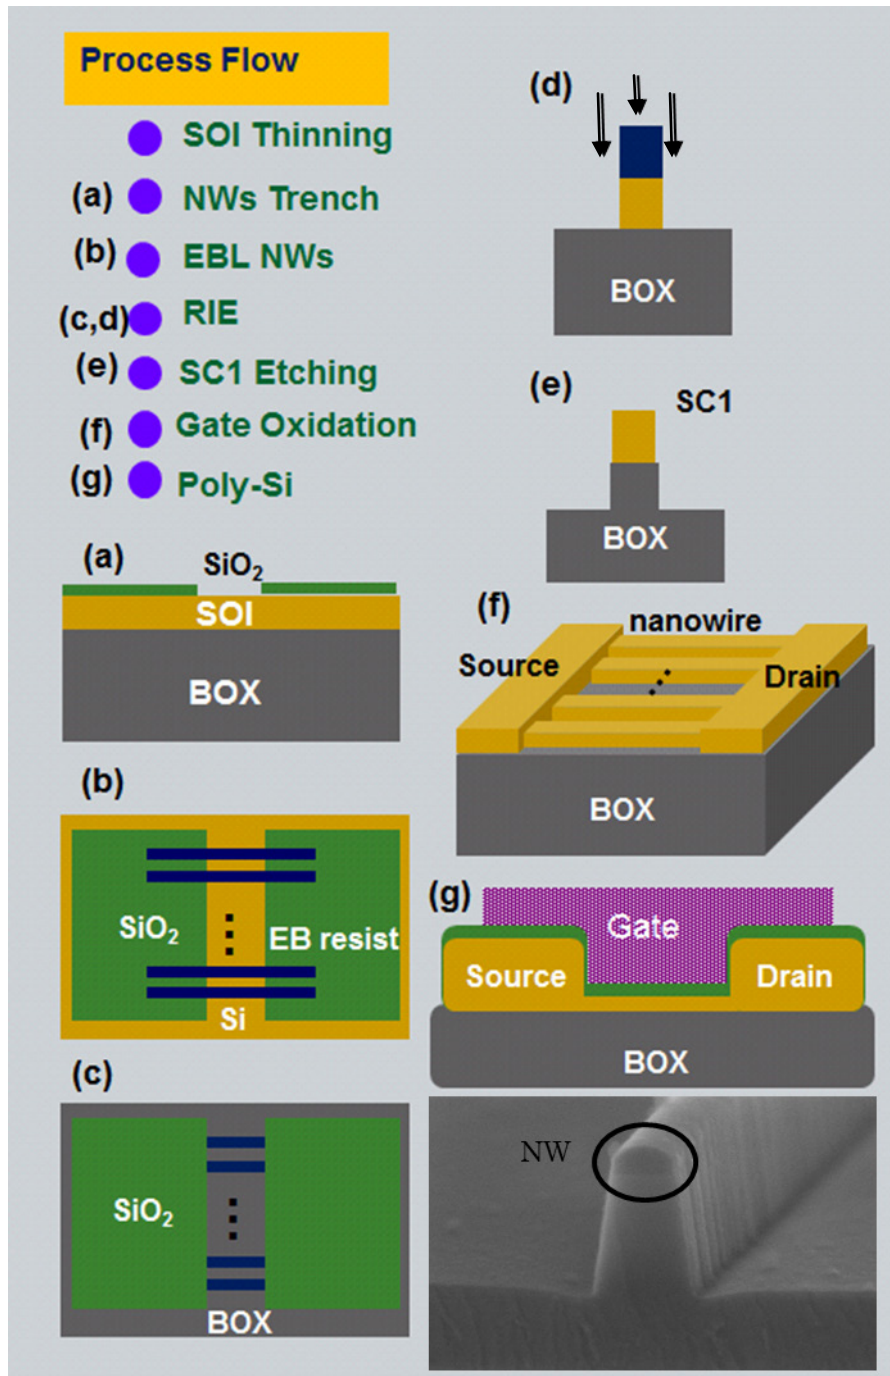 Process Flow
SOI Thinning
(a) NWs Trench
(b) EBL NWs
(c,d) RIE
(e) SC1 Etching
(f) Gate Oxidation
(g) Poly-Si
(a)
SiO2
SOI
BOX
(b)
SiO2
EB resist
Si
(c)
SiO2
BOX
(d)
BOX
(e)
SC1
BOX
(f)
nanowire
Source
Drain
BOX
(g)
Gate
Source
Drain
BOX
NW